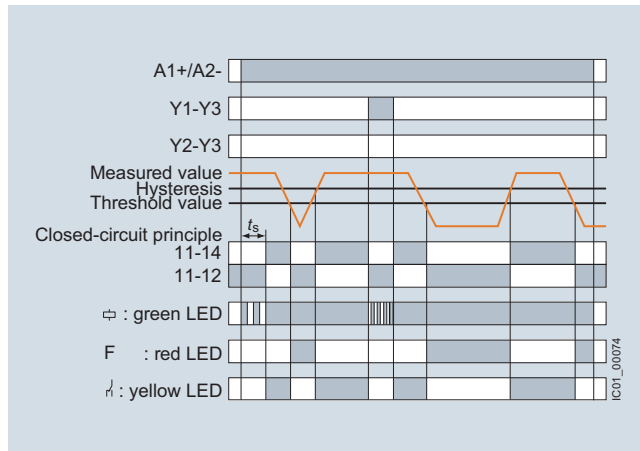 A1+/A2-
Y1-Y3
Y2-Y3
Measured value
Hysteresis
Threshold value
Closed-circuit principle
ts
11-14
11-12
: green LED
F : red LED
: yellow LED
IC01_00074